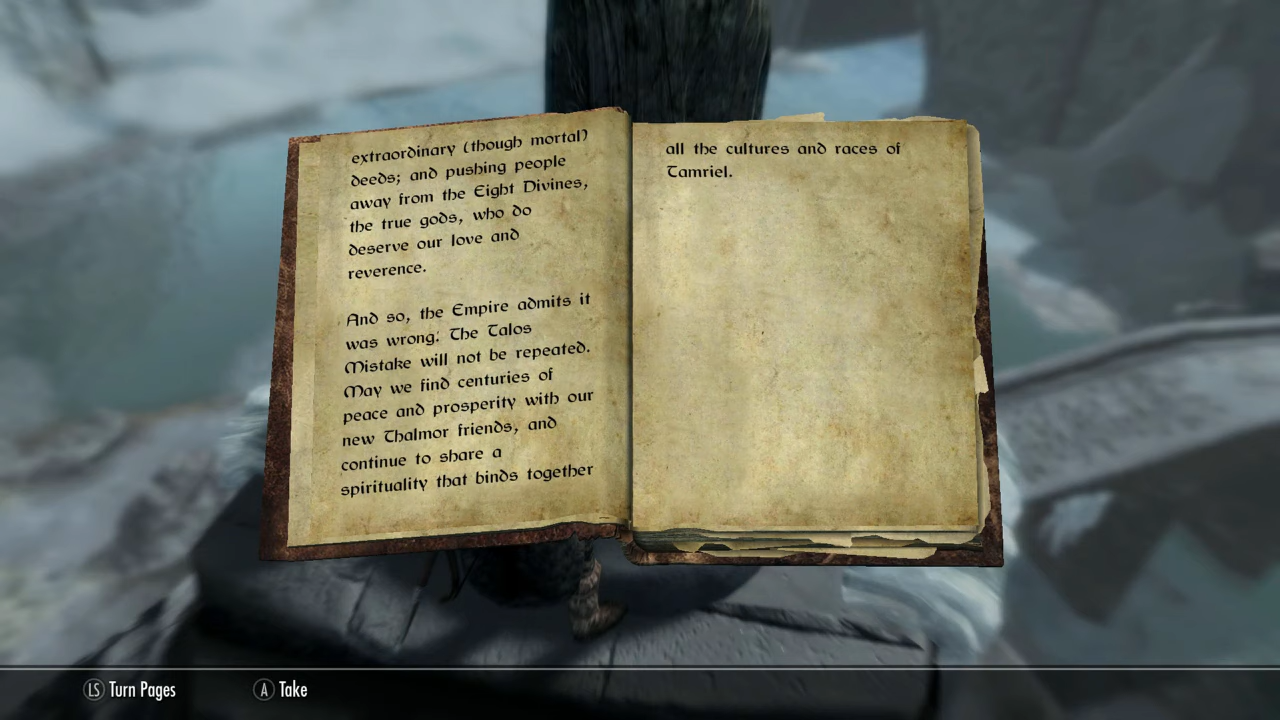 extraordinary (though mortal)
deeds; and pushing people
away from the Eight Divines,
the true gods, who do
deserve our love and
reverence.
And so, the Empire admits it
was wrong. The Talos
Mistake will not be repeated.
May we find centuries of
peace and prosperity with our
new Thalmor friends, and
continue to share a
spirituality that binds together
all the cultures and races of
Tamriel.
LS Turn Pages
A Take